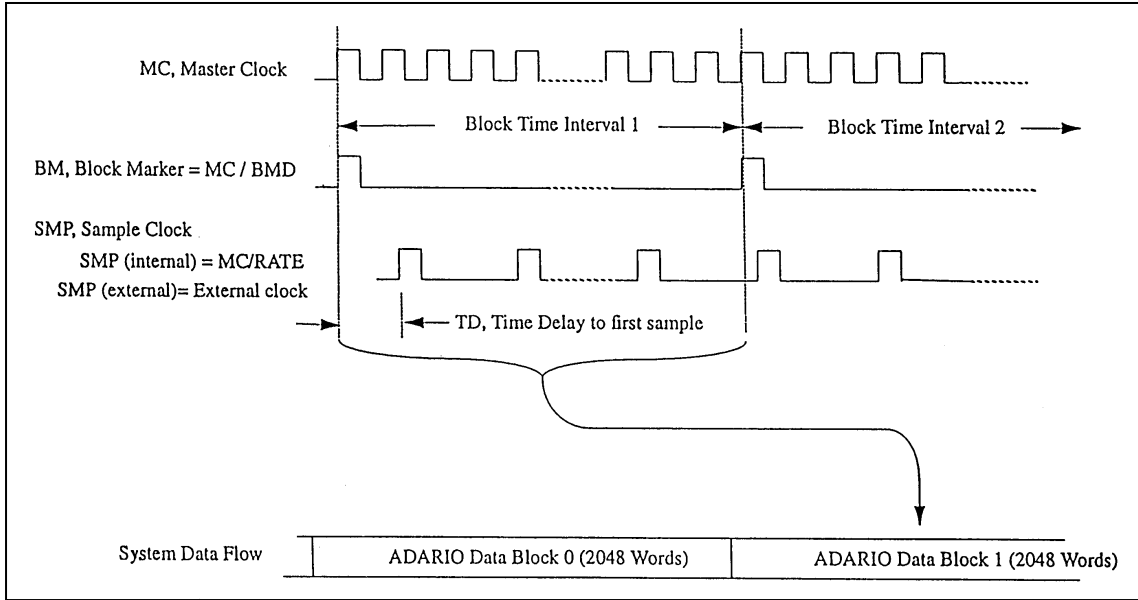 MC, Master Clock
Block Time Interval 1
Block Time Interval 2
BM, Block Marker = MC / BMD
SMP, Sample Clock
SMP (internal) = MC/RATE
SMP (external)= External clock
TD, Time Delay to first sample
System Data Flow
ADARIO Data Block 0 (2048 Words)
ADARIO Data Block 1 (2048 Words)